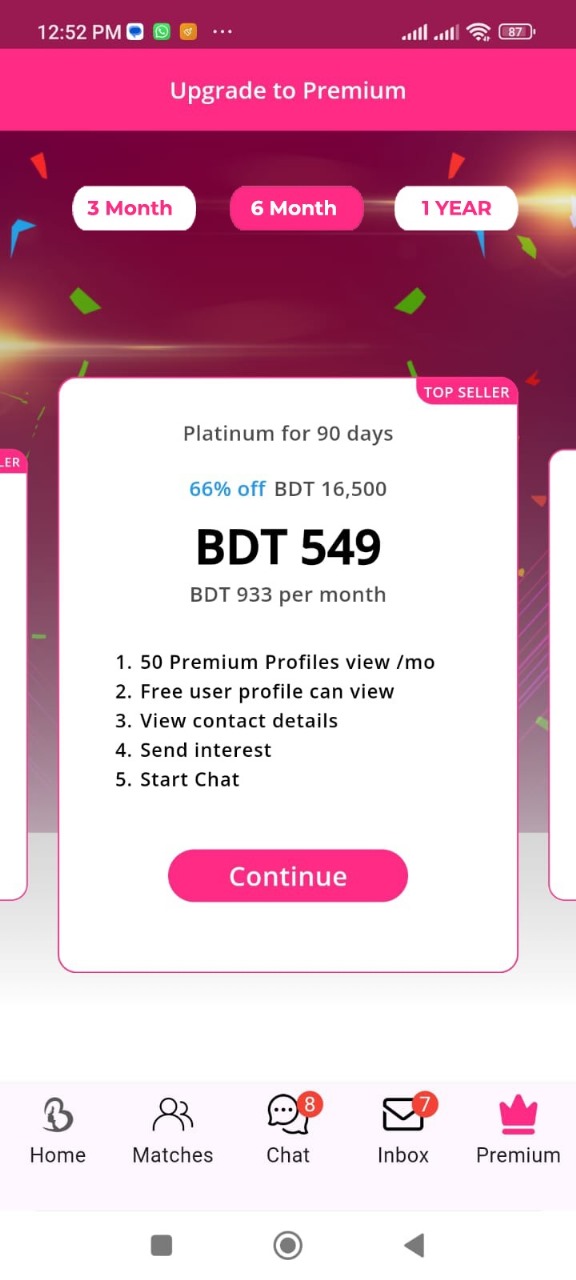 12:52 PM
87
Upgrade to Premium
3 Month
6 Month
1 YEAR
TOP SELLER
LER
Platinum for 90 days
66% off BDT 16,500
BDT 549
BDT 933 per month
1. 50 Premium Profiles view /mo
2. Free user profile can view
3. View contact details
4. Send interest
5. Start Chat
Continue
8
7
Home
Matches
Chat
Inbox
Premium